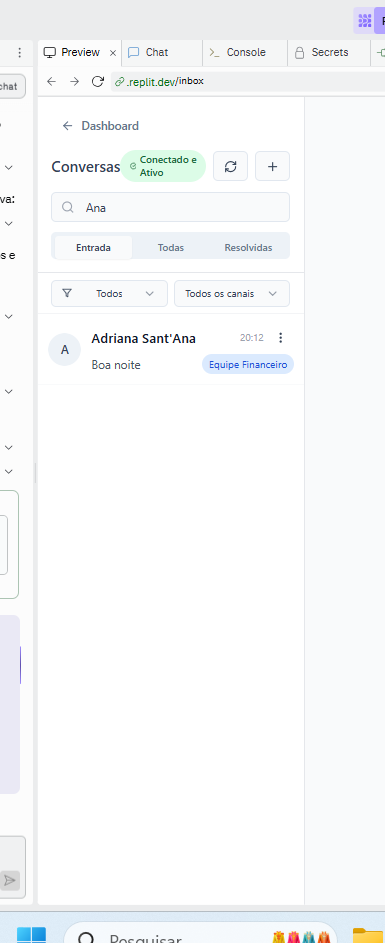 Preview
Chat
Console
Secrets
chat
.replit.dev/inbox
Dashboard
Conversas
Conectado e
Ativo
va:
s e
Ana
Entrada
Todas
Resolvidas
Todos
Todos os canais
A
Adriana Sant'Ana
20:12
Boa noite
Equipe Financeiro
Pesquisar